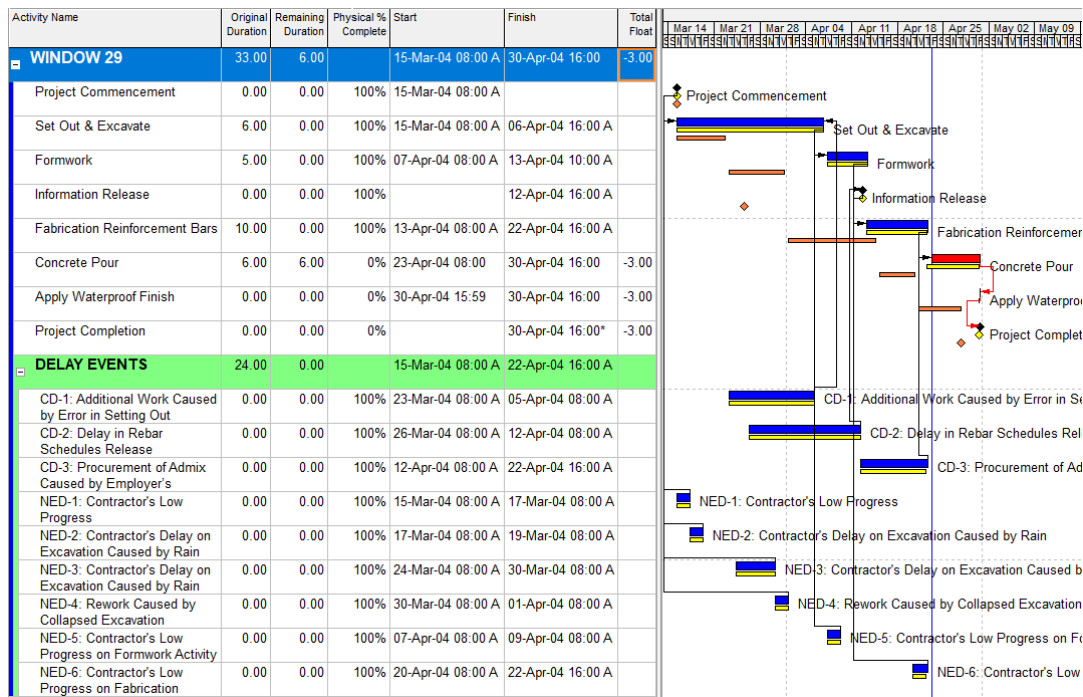 Activity Name Original Remaining Physical % Start Finish Total
Duration Duration Complete Float
Mar 14 Mar 21 Mar 28 Apr 04 Apr 11 Apr 18 Apr 25 May 02 May 09
WINDOW 29 33.00 6.00 15-Mar-04 08:00 A 30-Apr-04 16:00 -3.00
Project Commencement 0.00 0.00 100% 15-Mar-04 08:00 A Project Commencement
Set Out & Excavate 6.00 0.00 100% 15-Mar-04 08:00 A 06-Apr-04 16:00 A Set Out & Excavate
Formwork 5.00 0.00 100% 07-Apr-04 08:00 A 13-Apr-04 10:00 A Formwork
Information Release 0.00 0.00 100% 12-Apr-04 16:00 A Information Release
Fabrication Reinforcement Bars 10.00 0.00 100% 13-Apr-04 08:00 A 22-Apr-04 16:00 A Fabrication Reinforcemen
Concrete Pour 6.00 6.00 0% 23-Apr-04 08:00 30-Apr-04 16:00 -3.00 Concrete Pour
Apply Waterproof Finish 0.00 0.00 0% 30-Apr-04 15:59 30-Apr-04 16:00 -3.00 Apply Waterproo
Project Completion 0.00 0.00 0% 30-Apr-04 16:00* -3.00 Project Complet
DELAY EVENTS 24.00 0.00 15-Mar-04 08:00 A 22-Apr-04 16:00 A
CD-1: Additional Work Caused 0.00 0.00 100% 23-Mar-04 08:00 A 05-Apr-04 08:00 A CD-1: Additional Work Caused by Error in Se
by Error in Setting Out
CD-2: Delay in Rebar 0.00 0.00 100% 26-Mar-04 08:00 A 12-Apr-04 08:00 A CD-2: Delay in Rebar Schedules Rel
Schedules Release
CD-3: Procurement of Admix 0.00 0.00 100% 12-Apr-04 08:00 A 22-Apr-04 16:00 A CD-3: Procurement of Ad
Caused by Employer's
NED-1: Contractor's Low 0.00 0.00 100% 15-Mar-04 08:00 A 17-Mar-04 08:00 A NED-1: Contractor's Low Progress
Progress
NED-2: Contractor's Delay on 0.00 0.00 100% 17-Mar-04 08:00 A 19-Mar-04 08:00 A NED-2: Contractor's Delay on Excavation Caused by Rain
Excavation Caused by Rain
NED-3: Contractor's Delay on 0.00 0.00 100% 24-Mar-04 08:00 A 30-Mar-04 08:00 A NED-3: Contractor's Delay on Excavation Caused b
Excavation Caused by Rain
NED-4: Rework Caused by 0.00 0.00 100% 30-Mar-04 08:00 A 01-Apr-04 08:00 A NED-4: Rework Caused by Collapsed Excavation
Collapsed Excavation
NED-5: Contractor's Low 0.00 0.00 100% 07-Apr-04 08:00 A 09-Apr-04 08:00 A NED-5: Contractor's Low Progress on Fo
Progress on Formwork Activity
NED-6: Contractor's Low 0.00 0.00 100% 20-Apr-04 08:00 A 22-Apr-04 16:00 A NED-6: Contractor's Low
Progress on Fabrication